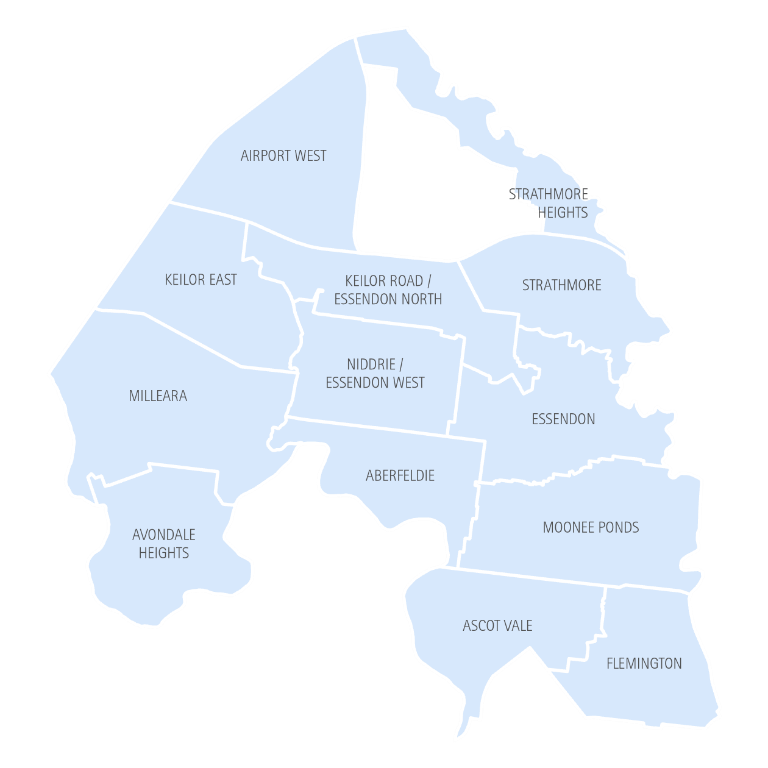 AIRPORT WEST
STRATHMORE
HEIGHTS
KEILOR EAST
KEILOR ROAD /
ESSENDON NORTH
STRATHMORE
NIDDRIE /
ESSENDON WEST
MILLEARA
ESSENDON
ABERFELDIE
AVONDALE
HEIGHTS
MOONEE PONDS
ASCOT VALE
FLEMINGTON